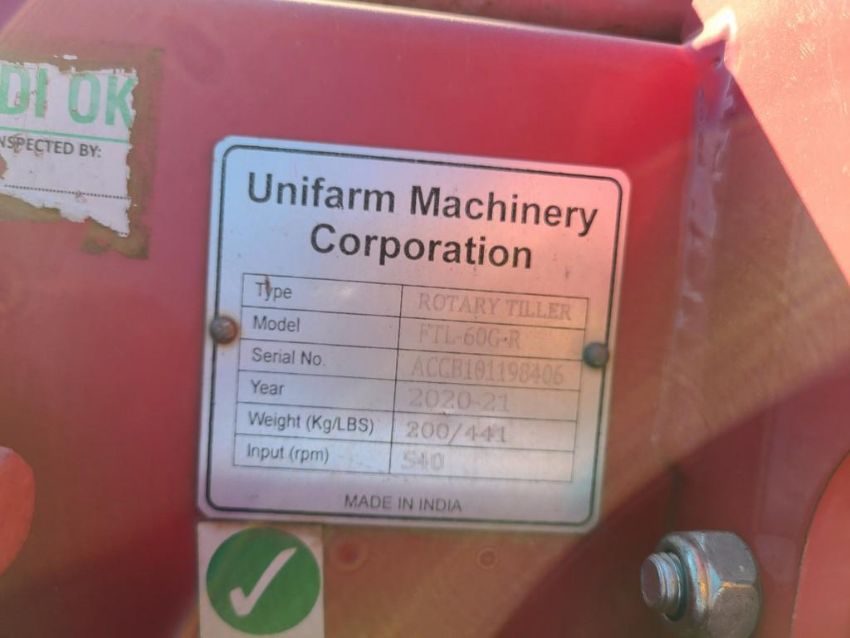 DI OK
NSPECTED BY:
Unifarm Machinery
Corporation
Type ROTARY TILLER
Model FTL-60G-R
Serial No. ACCB101198406
Year 2020-21
Weight (Kg/LBS) 200/441
Input (rpm) 540
MADE IN INDIA